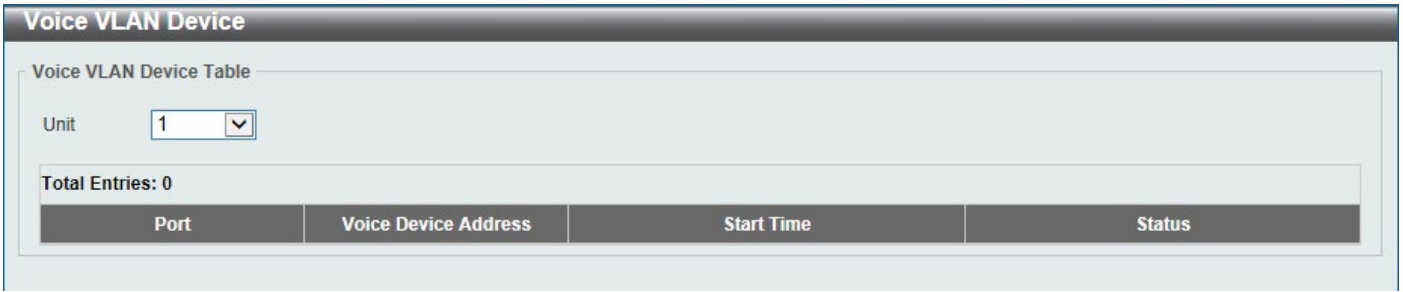 Voice VLAN Device
Voice VLAN Device Table
Unit 1
Total Entries: 0
Port Voice Device Address Start Time Status